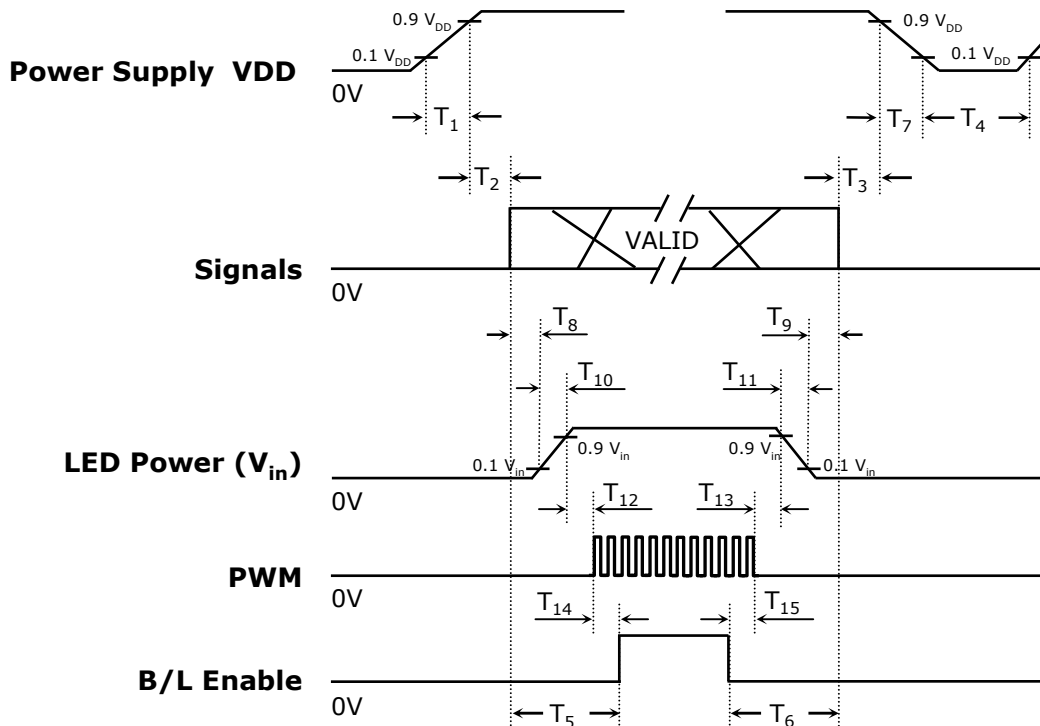 0.9 V_DD
0.9 V_DD
0.1 V_DD
0.1 V_DD
Power Supply VDD
0V
T_1
T_7
T_4
T_2
T_3
VALID
Signals
0V
T_8
T_9
T_10
T_11
LED Power (V_in)
0.1 V_in
0.9 V_in
0.9 V_in
0.1 V_in
0V
T_12
T_13
PWM
0V
T_14
T_15
B/L Enable
0V
T_5
T_6